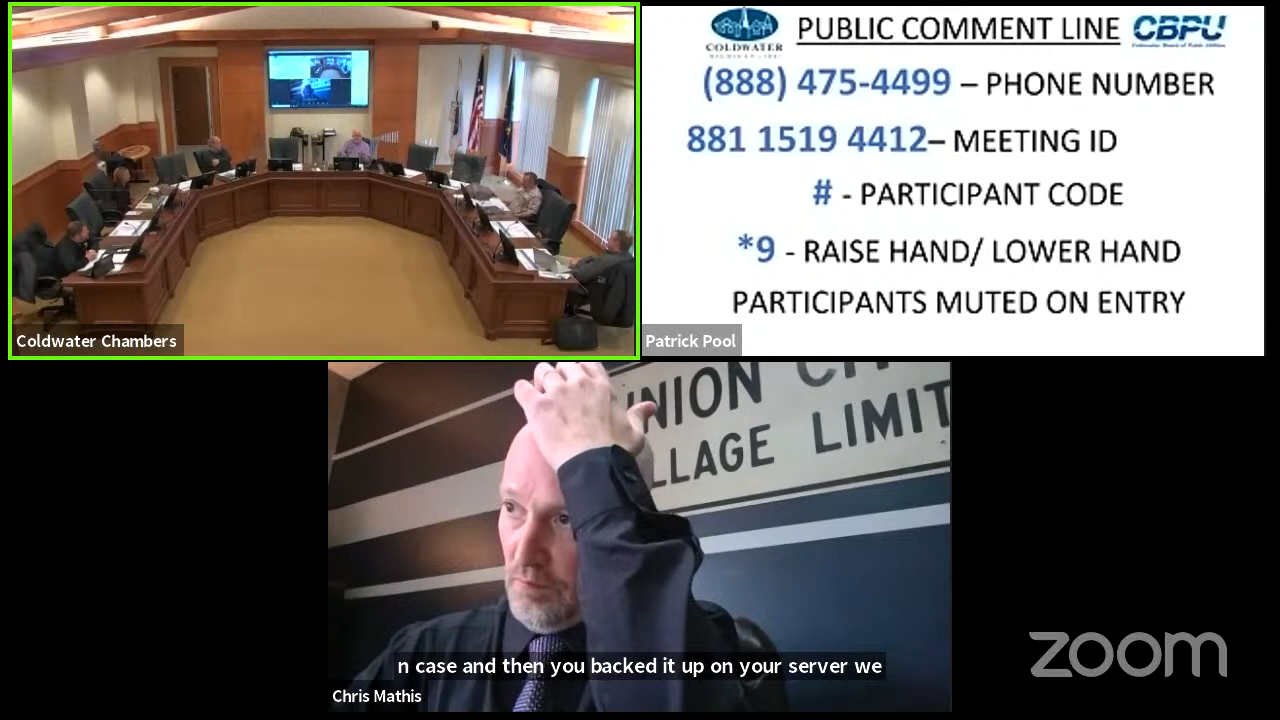 COLDWATER
PUBLIC COMMENT LINE
CBPU
(888) 475-4499 – PHONE NUMBER
881 1519 4412– MEETING ID
# - PARTICIPANT CODE
*9 - RAISE HAND/ LOWER HAND
PARTICIPANTS MUTED ON ENTRY
Coldwater Chambers
Patrick Pool
LIMIT
n case and then you backed it up on your server we
Chris Mathis
zoom